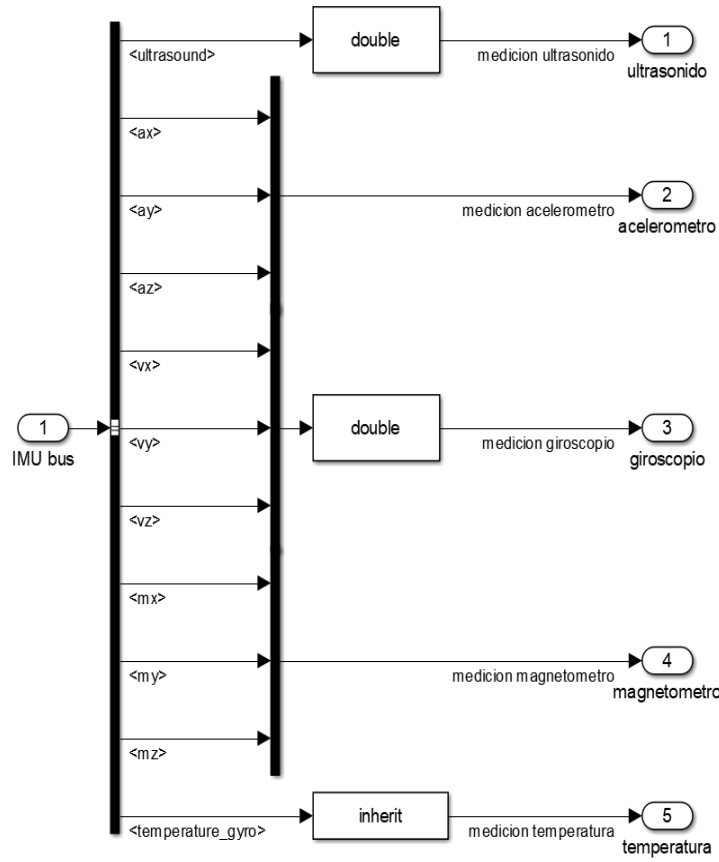 double
1
<ultrasound>
medicion ultrasonido
ultrasonido
<ax>
<ay>
medicion acelerometro
2
acelerometro
<az>
<vx>
1
IMU bus
<vy>
double
medicion giroscopio
3
giroscopio
<vz>
<mx>
<my>
medicion magnetometro
4
magnetometro
<mz>
<temperature_gyro>
inherit
medicion temperatura
5
temperatura